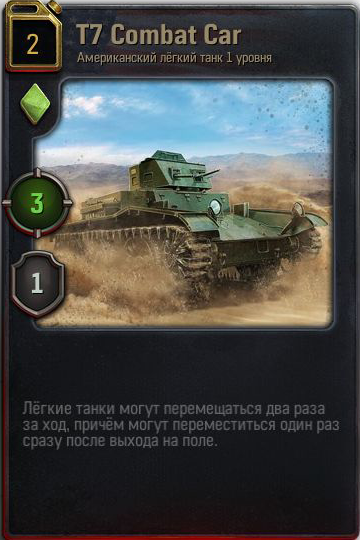 2
T7 Combat Car
Американский лёгкий танк 1 уровня
3
1
Лёгкие танки могут перемещаться два раза
за ход, причём могут переместиться один раз
сразу после выхода на поле.